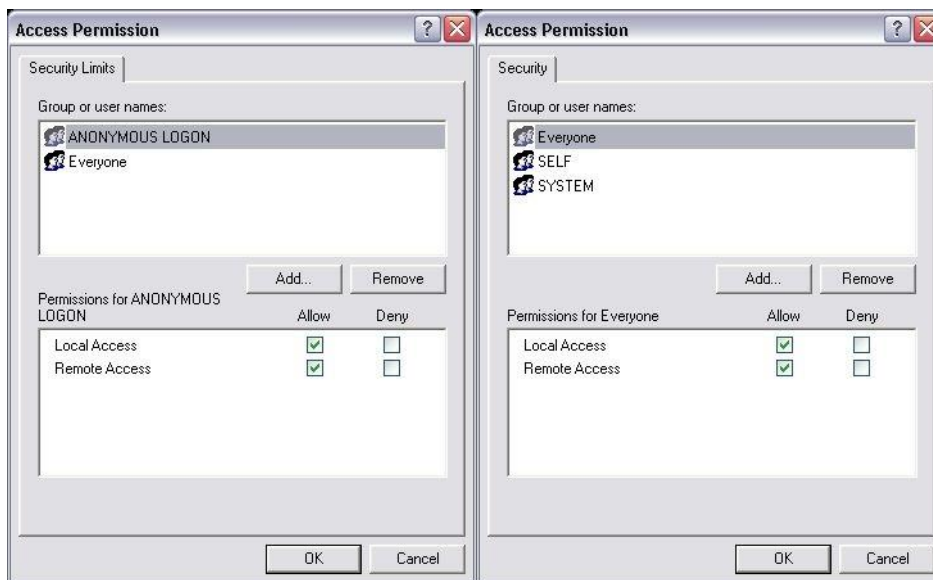 Access Permission
Security Limits
Group or user names:
ANONYMOUS LOGON
Everyone
Add...
Remove
Permissions for ANONYMOUS
LOGON
Allow
Deny
Local Access
Remote Access
OK
Cancel
Access Permission
Security
Group or user names:
Everyone
SELF
SYSTEM
Add...
Remove
Permissions for Everyone
Allow
Deny
Local Access
Remote Access
OK
Cancel